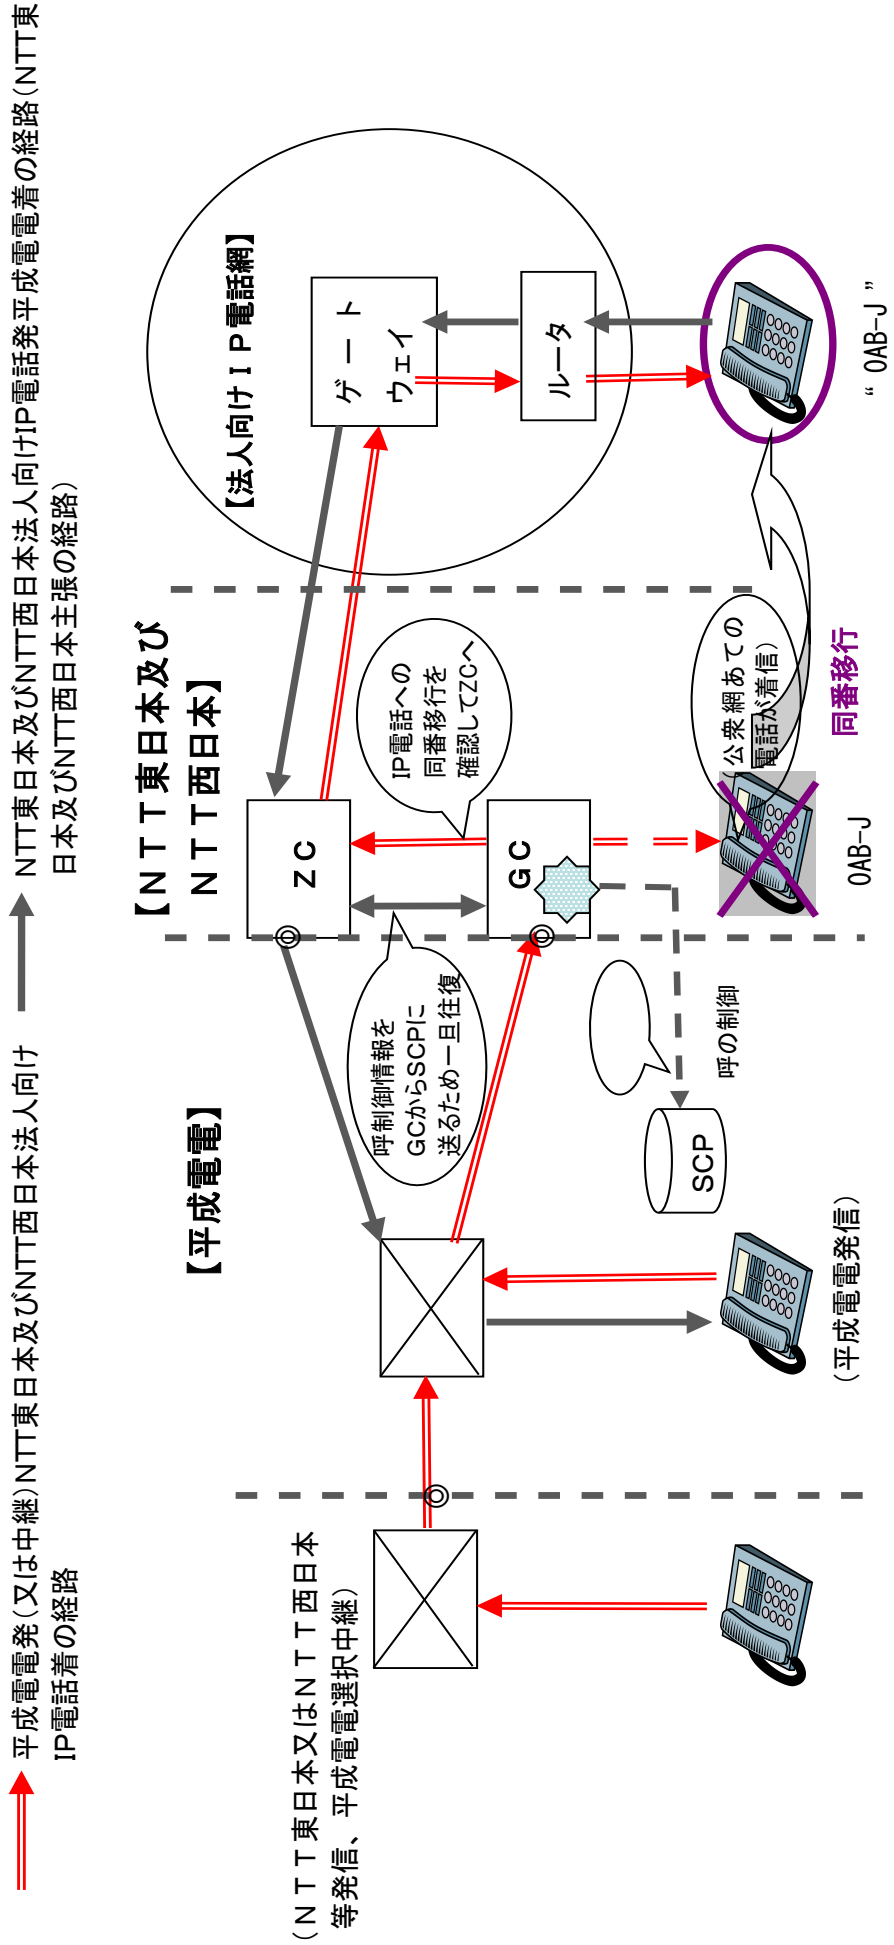 平成電電発(又は中継)NTT東日本及びNTT西日本法人向け
IP電話着の経路
NTT東日本及びNTT西日本法人向けIP電話発平成電電着の経路(NTT東
日本及びNTT西日本主張の経路)
【平成電電】
【NTT東日本及び
NTT西日本】
【法人向けIP電話網】
(NTT東日本又はNTT西日本
等発信、平成電電選択中継)
呼制御情報を
GCからSCPに
送るため一旦往復
IP電話への
同番移行を
確認してZCへ
ZC
GC
ゲート
ウェイ
ルータ
SCP
呼の制御
(公衆網あての
電話が着信)
(平成電電発信)
0AB-J
同番移行
“ 0AB-J ”